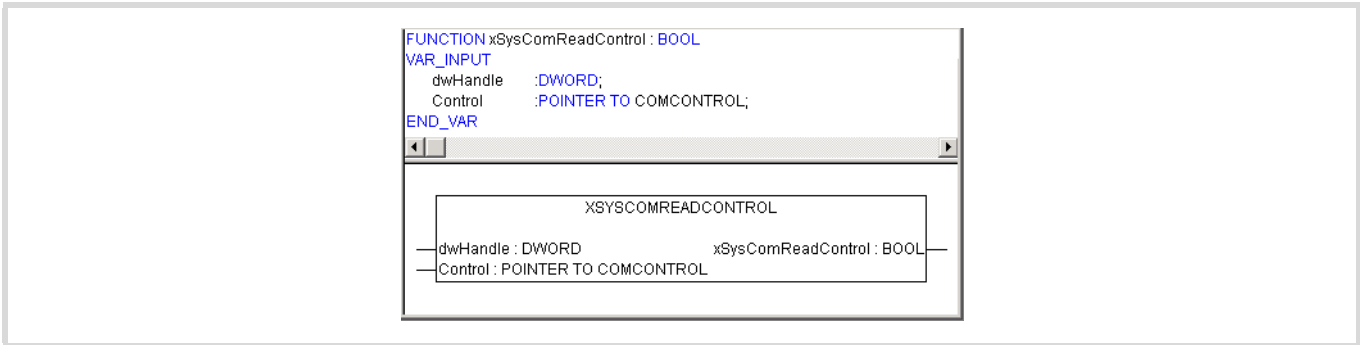 FUNCTION xSysComReadControl : BOOL
VAR_INPUT
dwHandle :DWORD;
Control :POINTER TO COMCONTROL;
END_VAR
XSYSCOMREADCONTROL
dwHandle : DWORD xSysComReadControl : BOOL
Control : POINTER TO COMCONTROL